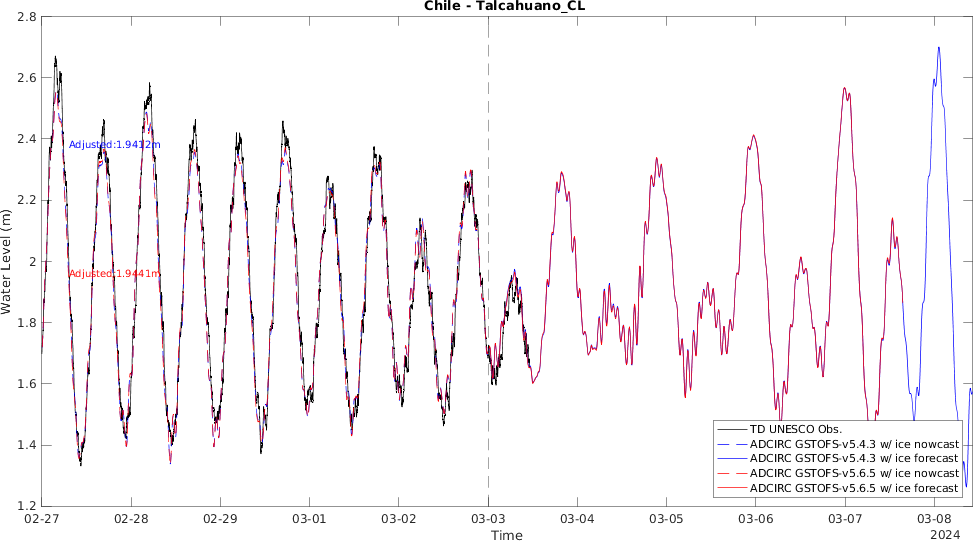 Chile - Talcahuano_CL
2.8
2.6
2.4
2.2
2
1.8
1.6
1.4
1.2
Water Level (m)
Adjusted:1.9412m
Adjusted:1.9441m
TD UNESCO Obs.
ADCIRC GSTOFS-v5.4.3 w/ ice nowcast
ADCIRC GSTOFS-v5.4.3 w/ ice forecast
ADCIRC GSTOFS-v5.6.5 w/ ice nowcast
ADCIRC GSTOFS-v5.6.5 w/ ice forecast
02-27 02-28 02-29 03-01 03-02 03-03 03-04 03-05 03-06 03-07 03-08
2024
Time